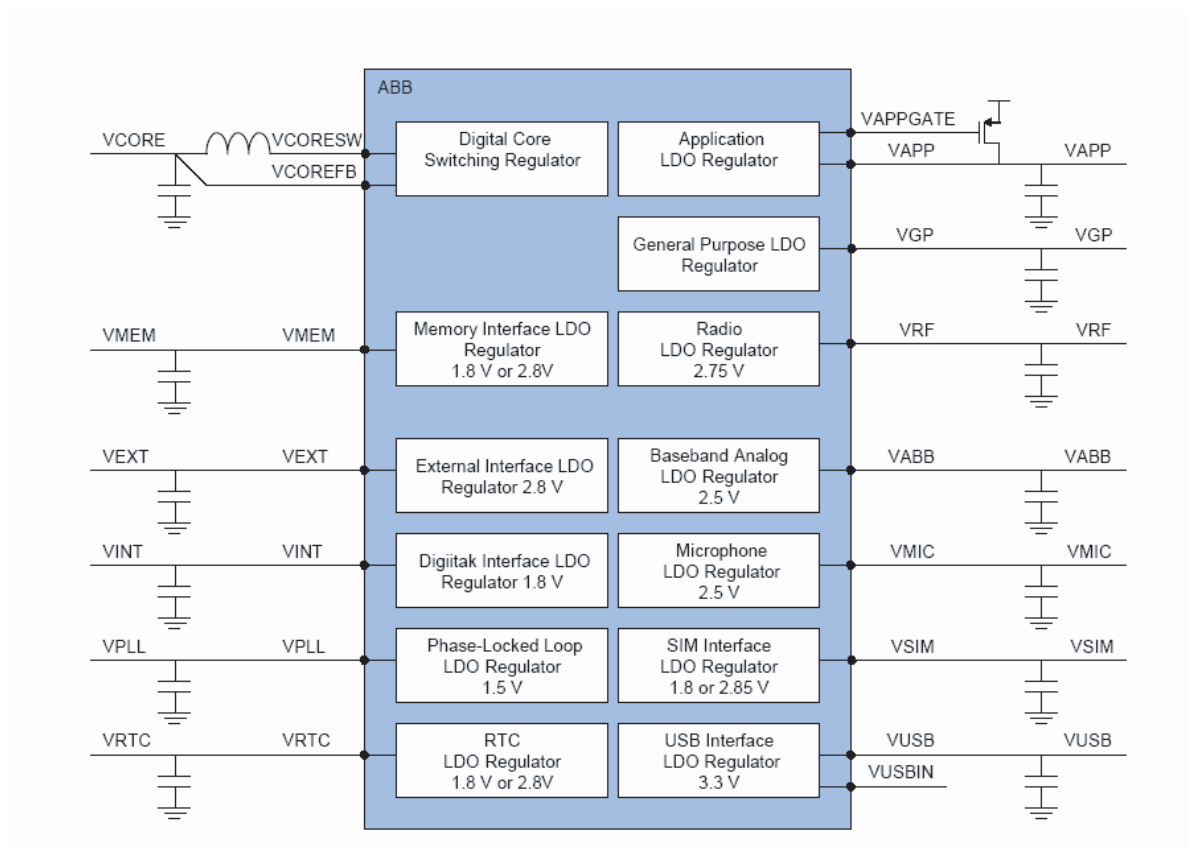 ABB
VCORE
VCORESW
VCOREFB
Digital Core
Switching Regulator
Application
LDO Regulator
VAPPGATE
VAPP
VAPP
General Purpose LDO
Regulator
VGP
VGP
VMEM
VMEM
Memory Interface LDO
Regulator
1.8 V or 2.8V
Radio
LDO Regulator
2.75 V
VRF
VRF
VEXT
VEXT
External Interface LDO
Regulator 2.8 V
Baseband Analog
LDO Regulator
2.5 V
VABB
VABB
VINT
VINT
Digiitak Interface LDO
Regulator 1.8 V
Microphone
LDO Regulator
2.5 V
VMIC
VMIC
VPLL
VPLL
Phase-Locked Loop
LDO Regulator
1.5 V
SIM Interface
LDO Regulator
1.8 or 2.85 V
VSIM
VSIM
VRTC
VRTC
RTC
LDO Regulator
1.8 V or 2.8V
USB Interface
LDO Regulator
3.3 V
VUSB
VUSB
VUSBIN